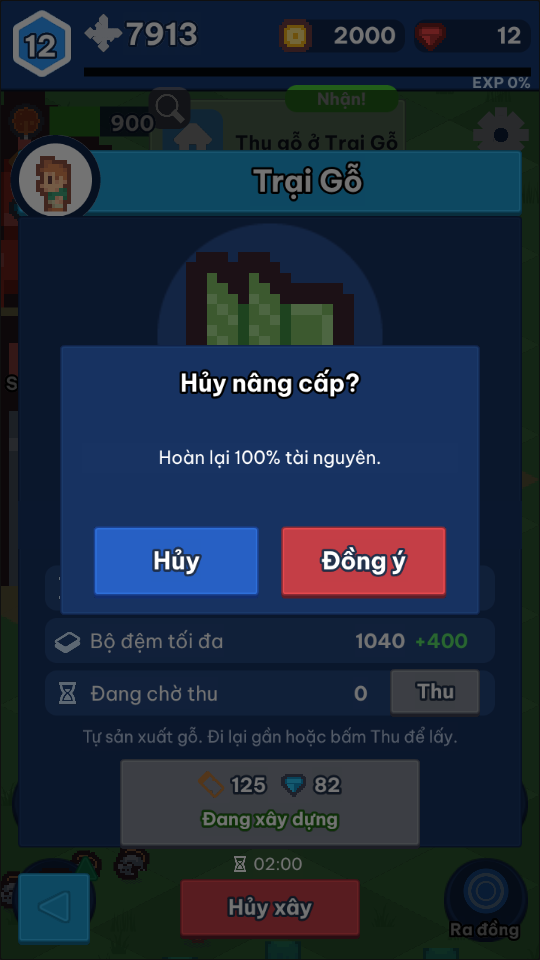 12
7913
2000
12
EXP 0%
Nhận!
900
Thu gỗ ở Trại Gỗ
Trại Gỗ
S
Hủy nâng cấp?
Hoàn lại 100% tài nguyên.
Hủy
Đồng ý
Bộ đệm tối đa
1040 +400
Đang chờ thu
0
Thu
Tự sản xuất gỗ. Đi lại gần hoặc bấm Thu để lấy.
125
82
Đang xây dựng
02:00
Hủy xây
Ra đồng